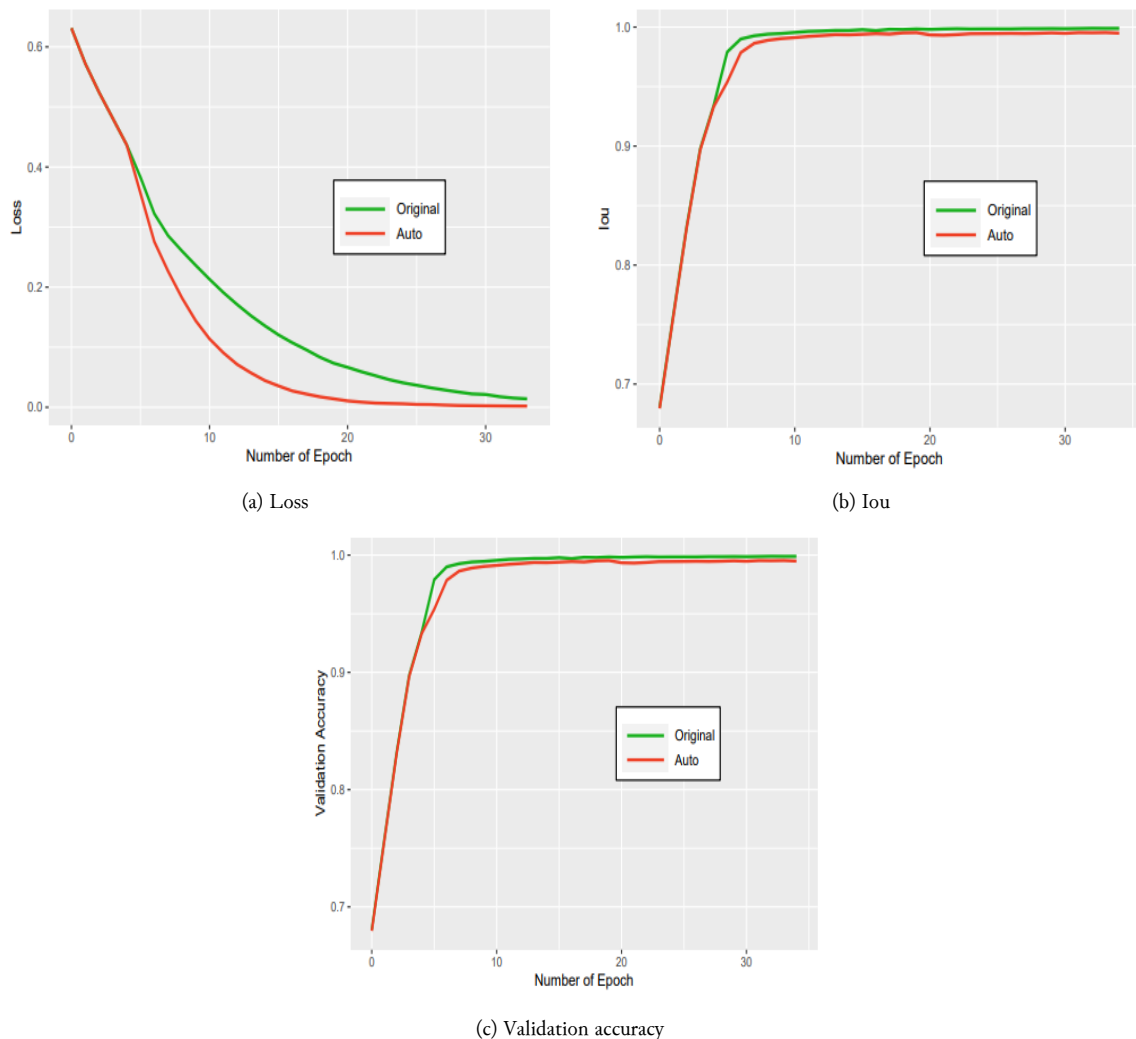 0.6
0.4
0.2
0.0
Loss
Original
Auto
0 10 20 30
Number of Epoch
(a) Loss
1.0
0.9
0.8
0.7
Iou
Original
Auto
0 10 20 30
Number of Epoch
(b) Iou
1.0
0.9
0.8
0.7
Validation Accuracy
Original
Auto
0 10 20 30
Number of Epoch
(c) Validation accuracy